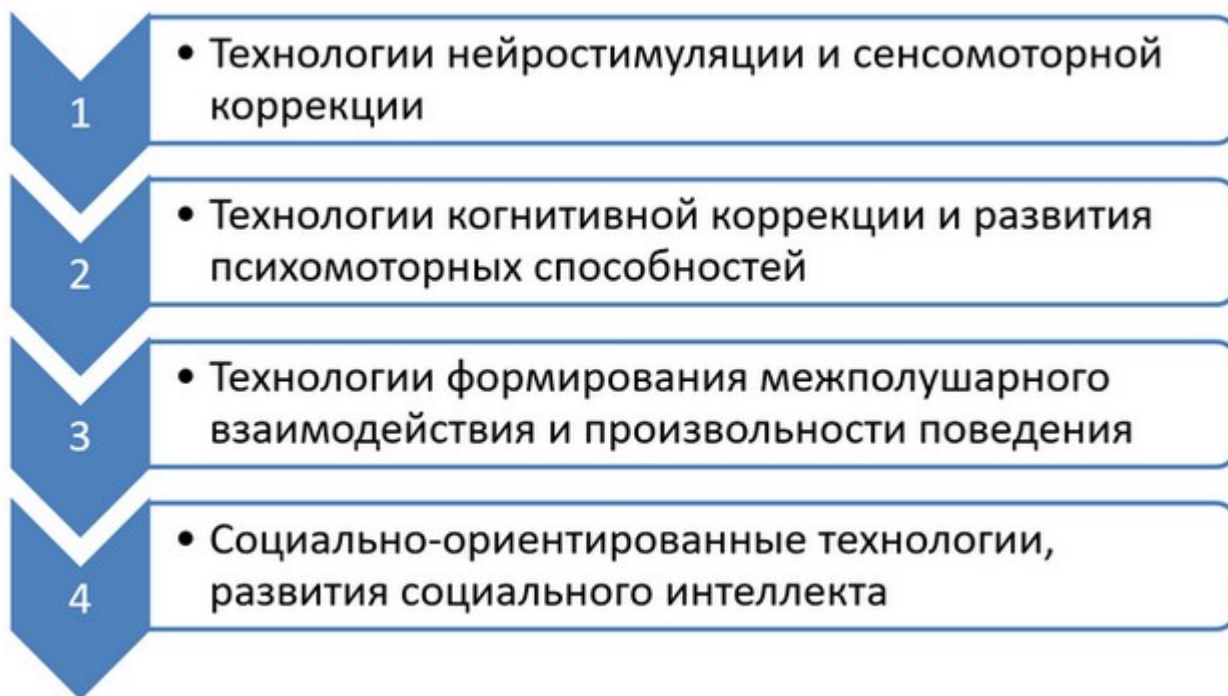 1
• Технологии нейростимуляции и сенсомоторной
коррекции
2
• Технологии когнитивной коррекции и развития
психомоторных способностей
3
• Технологии формирования межполушарного
взаимодействия и произвольности поведения
4
• Социально-ориентированные технологии,
развития социального интеллекта